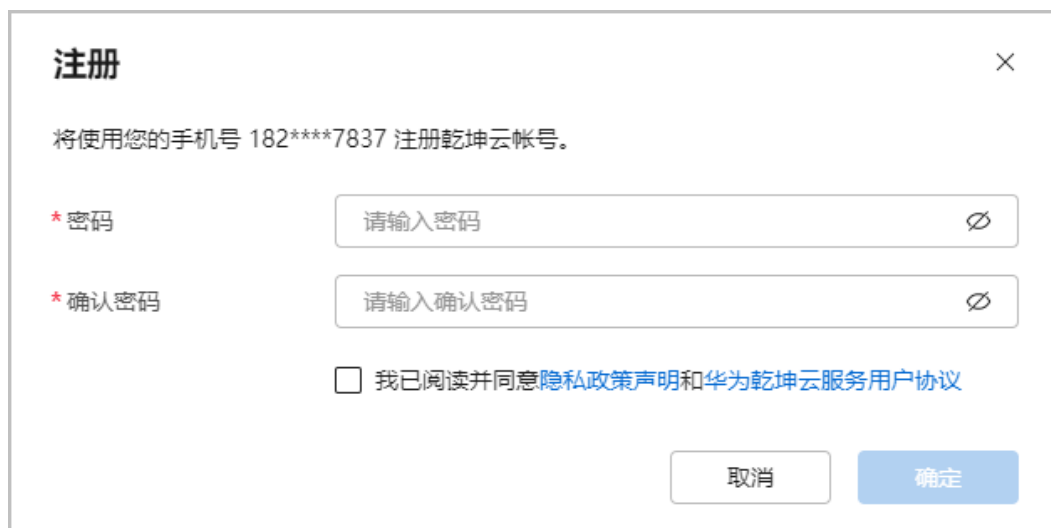 注册
将使用您的手机号 182****7837 注册乾坤云帐号。
* 密码 请输入密码
* 确认密码 请输入确认密码
我已阅读并同意隐私政策声明和华为乾坤云服务用户协议
取消 确定